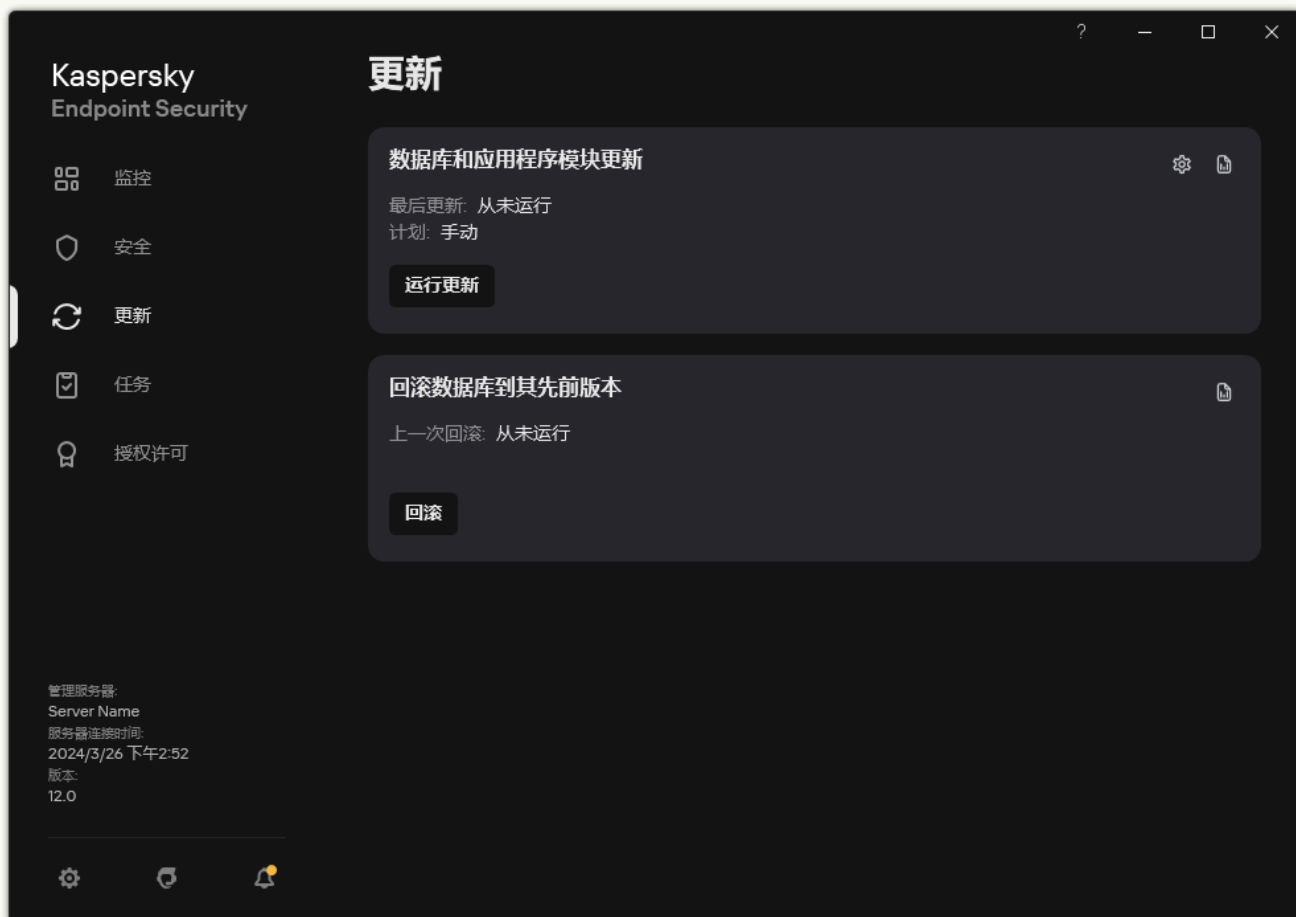 ?
Kaspersky
Endpoint Security
监控
安全
更新
任务
授权许可
管理服务器:
Server Name
服务器连接时间:
2024/3/26 下午2:52
版本:
12.0
更新
数据库和应用程序模块更新
最后更新: 从未运行
计划: 手动
运行更新
回滚数据库到其先前版本
上一次回滚: 从未运行
回滚